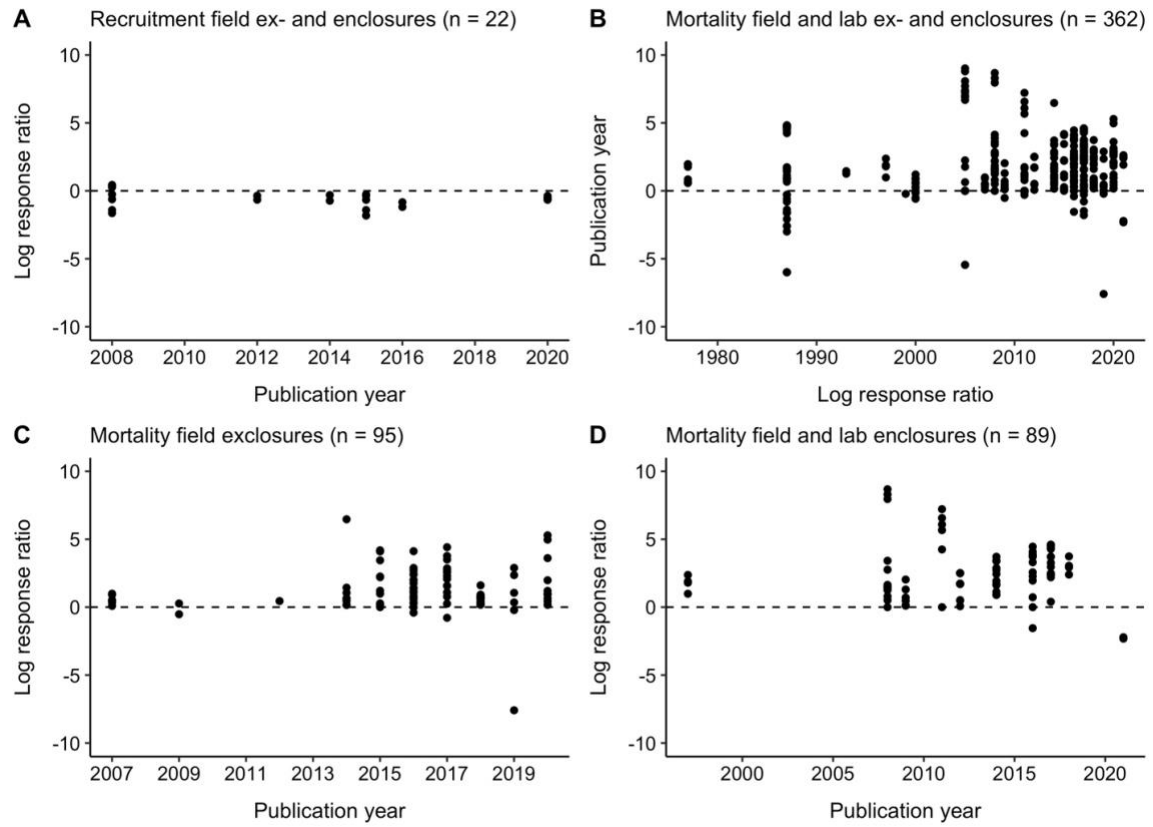 A Recruitment field ex- and enclosures (n = 22)
10
5
0
-5
-10
Log response ratio
2008 2010 2012 2014 2016 2018 2020
Publication year
B Mortality field and lab ex- and enclosures (n = 362)
10
5
0
-5
-10
Publication year
1980 1990 2000 2010 2020
Log response ratio
C Mortality field exclosures (n = 95)
10
5
0
-5
-10
Log response ratio
2007 2009 2011 2013 2015 2017 2019
Publication year
D Mortality field and lab enclosures (n = 89)
10
5
0
-5
-10
Log response ratio
2000 2005 2010 2015 2020
Publication year